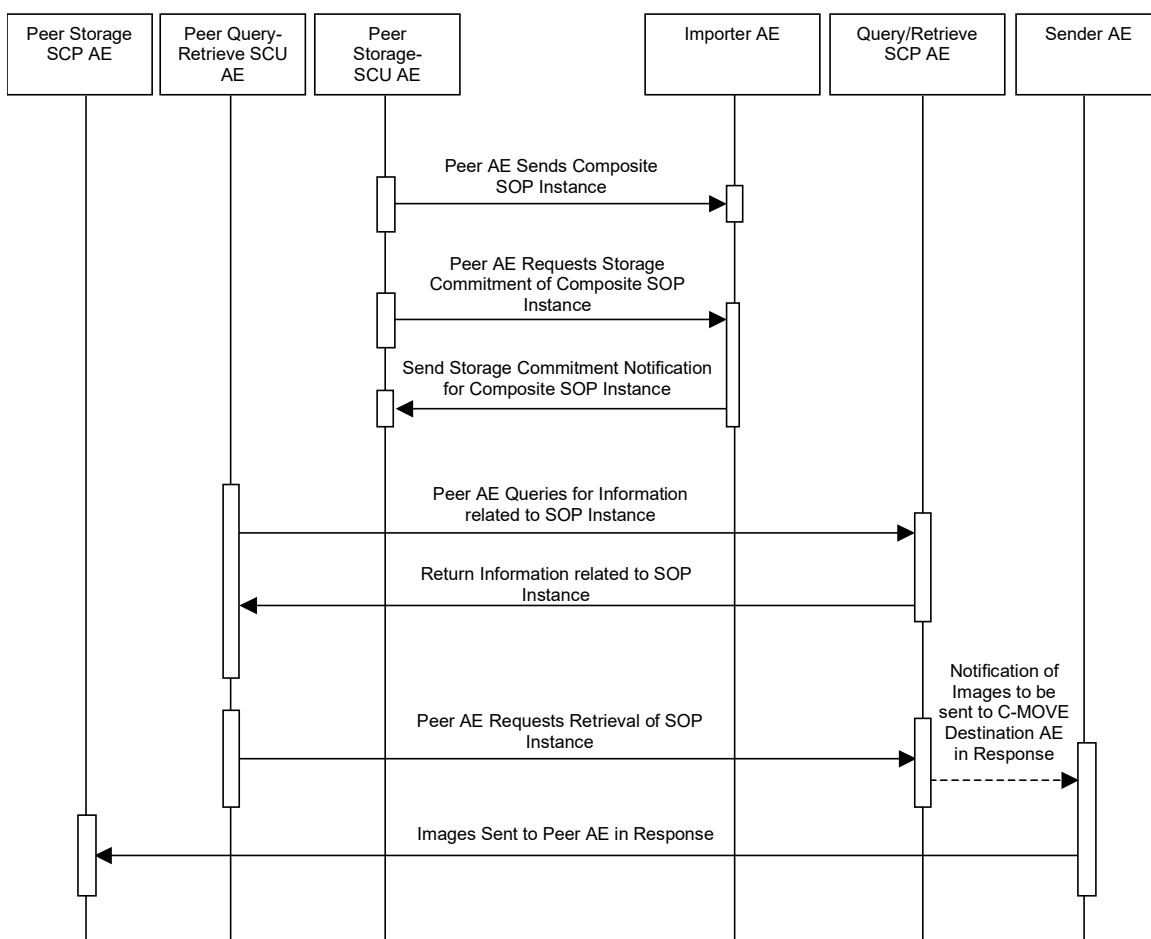 Peer Storage
SCP AE
Peer Query-
Retrieve SCU
AE
Peer
Storage-
SCU AE
Importer AE
Query/Retrieve
SCP AE
Sender AE
Peer AE Sends Composite
SOP Instance
Peer AE Requests Storage
Commitment of Composite SOP
Instance
Send Storage Commitment Notification
for Composite SOP Instance
Peer AE Queries for Information
related to SOP Instance
Return Information related to SOP
Instance
Notification of
Images to be
sent to C-MOVE
Destination AE
in Response
Peer AE Requests Retrieval of SOP
Instance
Images Sent to Peer AE in Response